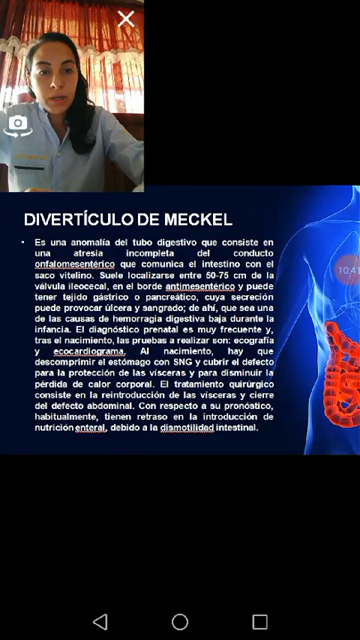 DIVERTÍCULO DE MECKEL
• Es una anomalía del tubo digestivo que consiste en
una atresia incompleta del conducto
onfalomesentérico que comunica el intestino con el
saco vitelino. Suele localizarse entre 50-75 cm de la
válvula ileocecal, en el borde antimesentérico y puede
tener tejido gástrico o pancreático, cuya secreción
puede provocar úlcera y sangrado; de ahí, que sea una
de las causas de hemorragia digestiva baja durante la
infancia. El diagnóstico prenatal es muy frecuente y,
tras el nacimiento, las pruebas a realizar son: ecografía
y ecocardiograma. Al nacimiento, hay que
descomprimir el estómago con SNG y cubrir el defecto
para la protección de las vísceras y para disminuir la
pérdida de calor corporal. El tratamiento quirúrgico
consiste en la reintroducción de las vísceras y cierre
del defecto abdominal. Con respecto a su pronóstico,
habitualmente, tienen retraso en la introducción de
nutrición enteral, debido a la dismotilidad intestinal.
10:41